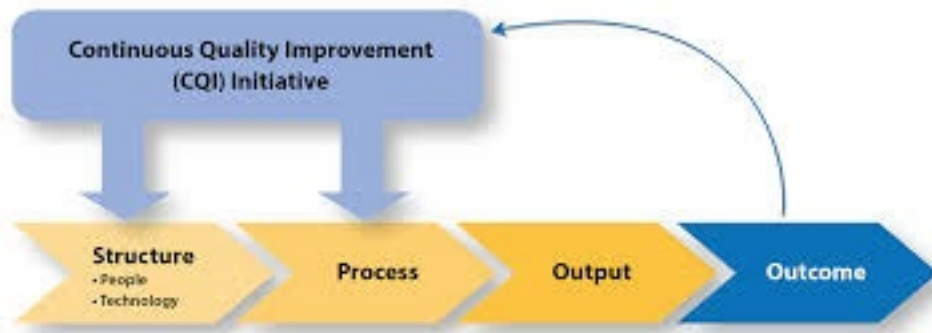 Continuous Quality Improvement
(CQI) Initiative
Structure
• People
• Technology
Process
Output
Outcome